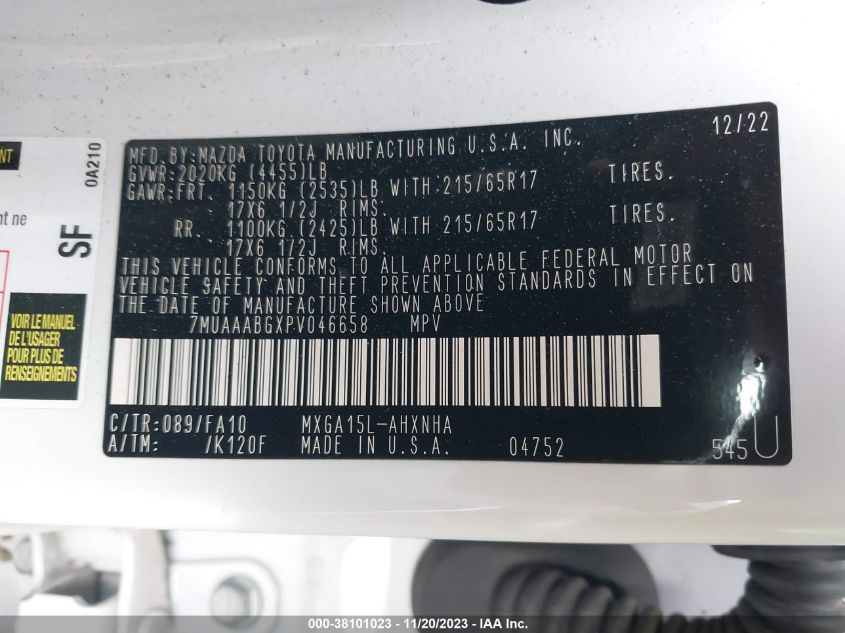 MFD.BY:MAZDA TOYOTA MANUFACTURING U.S.A. INC. 12/22
GVWR:2020KG (4455)LB
GAWR:FRT. 1150KG (2535)LB WITH 215/65R17 TIRES.
17X6 1/2J RIMS.
RR. 1100KG (2425)LB WITH 215/65R17 TIRES.
17X6 1/2J RIMS.
THIS VEHICLE CONFORMS TO ALL APPLICABLE FEDERAL MOTOR
VEHICLE SAFETY AND THEFT PREVENTION STANDARDS IN EFFECT ON
THE DATE OF MANUFACTURE SHOWN ABOVE
7MUAAABGXPV046658 MPV
C/TR:089/FA10 MXGA15L-AHXNHA
A/TM: /K120F MADE IN U.S.A. 04752 545U
0A210
SF
nt ne
VOIR LE MANUEL
DE L'USAGER
POUR PLUS DE
RENSEIGNEMENTS
000-38101023 - 11/20/2023 - IAA Inc.